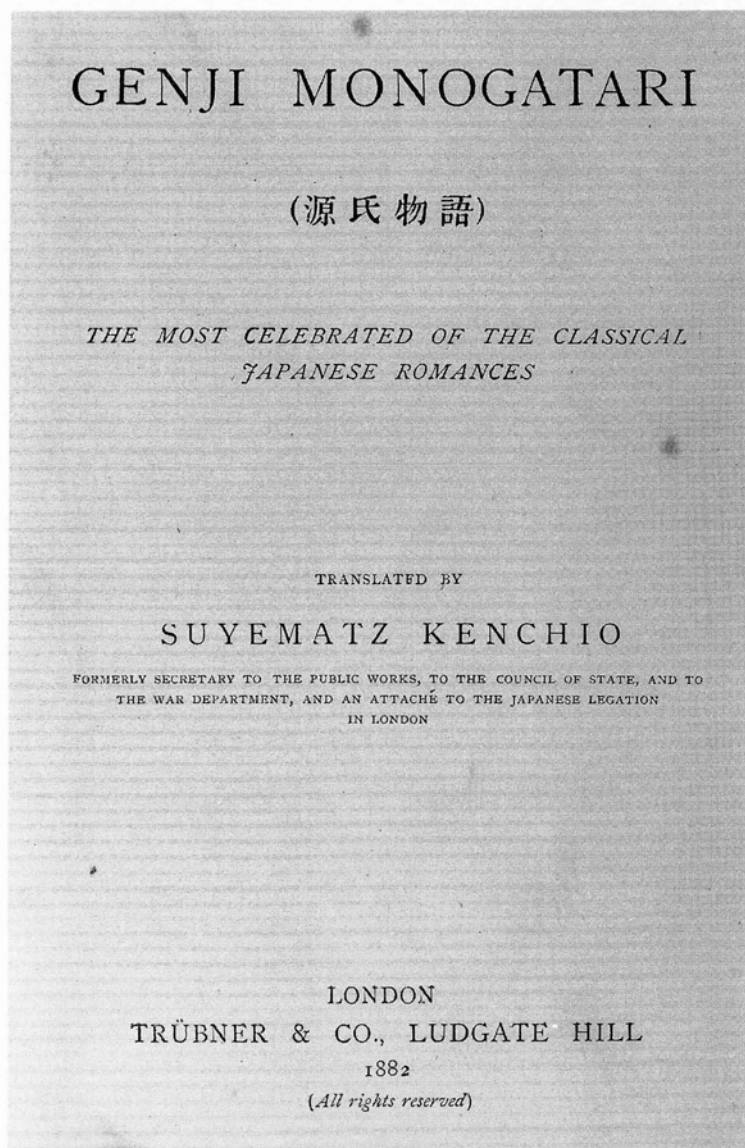 GENJI MONOGATARI
(源氏物語)
THE MOST CELEBRATED OF THE CLASSICAL
JAPANESE ROMANCES
TRANSLATED BY
SUYEMATZ KENCHIO
FORMERLY SECRETARY TO THE PUBLIC WORKS, TO THE COUNCIL OF STATE, AND TO
THE WAR DEPARTMENT, AND AN ATTACHÉ TO THE JAPANESE LEGATION
IN LONDON
LONDON
TRÜBNER & CO., LUDGATE HILL
1882
(All rights reserved)